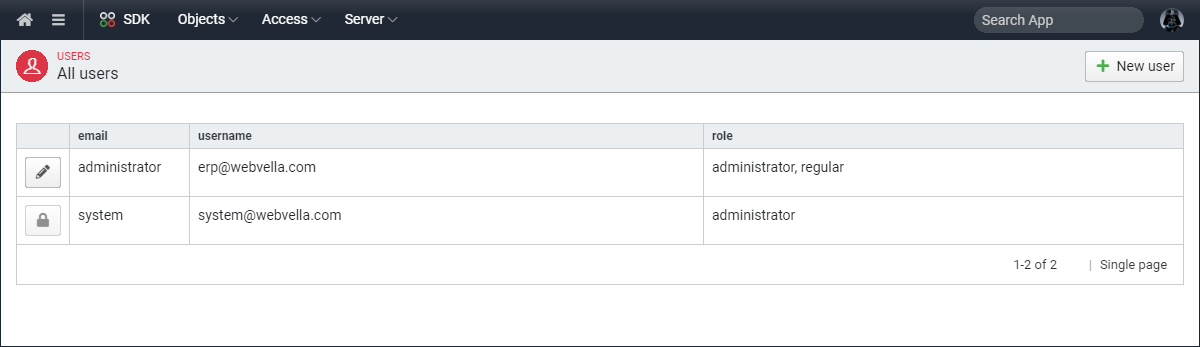 SDK Objects Access Server Search App
USERS
All users
New user
email username role
administrator erp@webvella.com administrator, regular
system system@webvella.com administrator
1-2 of 2 | Single page